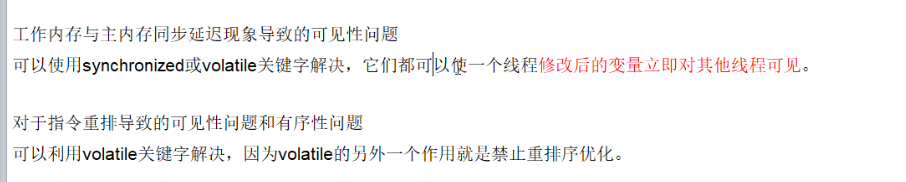 工作内存与主内存同步延迟现象导致的可见性问题
可以使用synchronized或volatile关键字解决，它们都可以使一个线程修改后的变量立即对其他线程可见。
对于指令重排导致的可见性问题和有序性问题
可以利用volatile关键字解决，因为volatile的另外一个作用就是禁止重排序优化。